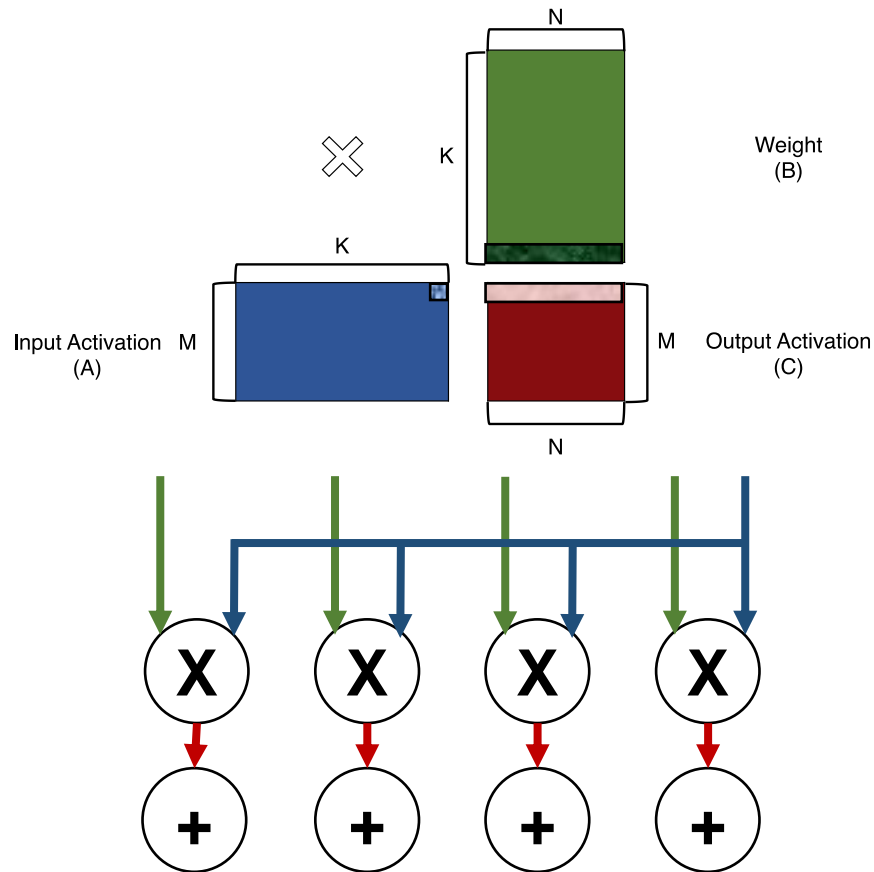 N
K
Weight
(B)
K
Input Activation
(A)
M
M
Output Activation
(C)
N
X
X
X
X
+
+
+
+